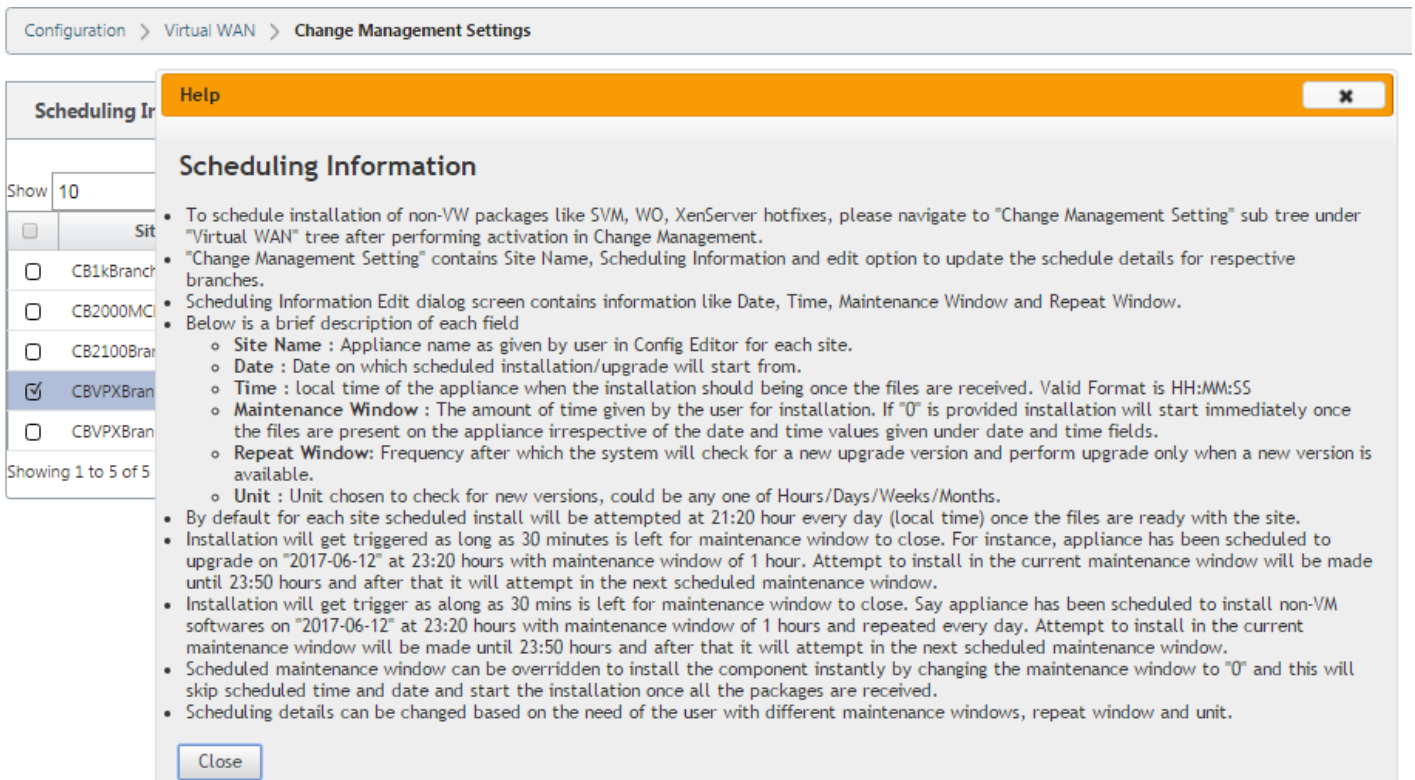 Configuration > Virtual WAN > Change Management Settings
Scheduling
Help
Show 10
CB1kBranch
CB2000MC
CB2100Bra
CBVPXBran
CBVPXBran
Showing 1 to 5 of 5
Scheduling Information
• To schedule installation of non-VW packages like SVM, WO, XenServer hotfixes, please navigate to "Change Management Setting" sub tree under
"Virtual WAN" tree after performing activation in Change Management.
• "Change Management Setting" contains Site Name, Scheduling Information and edit option to update the schedule details for respective
branches.
• Scheduling Information Edit dialog screen contains information like Date, Time, Maintenance Window and Repeat Window.
• Below is a brief description of each field
○ Site Name : Appliance name as given by user in Config Editor for each site.
○ Date : Date on which scheduled installation/upgrade will start from.
○ Time : local time of the appliance when the installation should being once the files are received. Valid Format is HH:MM:SS
○ Maintenance Window : The amount of time given by the user for installation. If "0" is provided installation will start immediately once
the files are present on the appliance irrespective of the date and time values given under date and time fields.
○ Repeat Window: Frequency after which the system will check for a new upgrade version and perform upgrade only when a new version is
available.
○ Unit : Unit chosen to check for new versions, could be any one of Hours/Days/Weeks/Months.
• By default for each site scheduled install will be attempted at 21:20 hour every day (local time) once the files are ready with the site.
• Installation will get triggered as long as 30 minutes is left for maintenance window to close. For instance, appliance has been scheduled to
upgrade on "2017-06-12" at 23:20 hours with maintenance window of 1 hour. Attempt to install in the current maintenance window will be made
until 23:50 hours and after that it will attempt in the next scheduled maintenance window.
• Installation will get trigger as along as 30 mins is left for maintenance window to close. Say appliance has been scheduled to install non-VM
softwares on "2017-06-12" at 23:20 hours with maintenance window of 1 hours and repeated every day. Attempt to install in the current
maintenance window will be made until 23:50 hours and after that it will attempt in the next scheduled maintenance window.
• Scheduled maintenance window can be overridden to install the component instantly by changing the maintenance window to "0" and this will
skip scheduled time and date and start the installation once all the packages are received.
• Scheduling details can be changed based on the need of the user with different maintenance windows, repeat window and unit.
Close